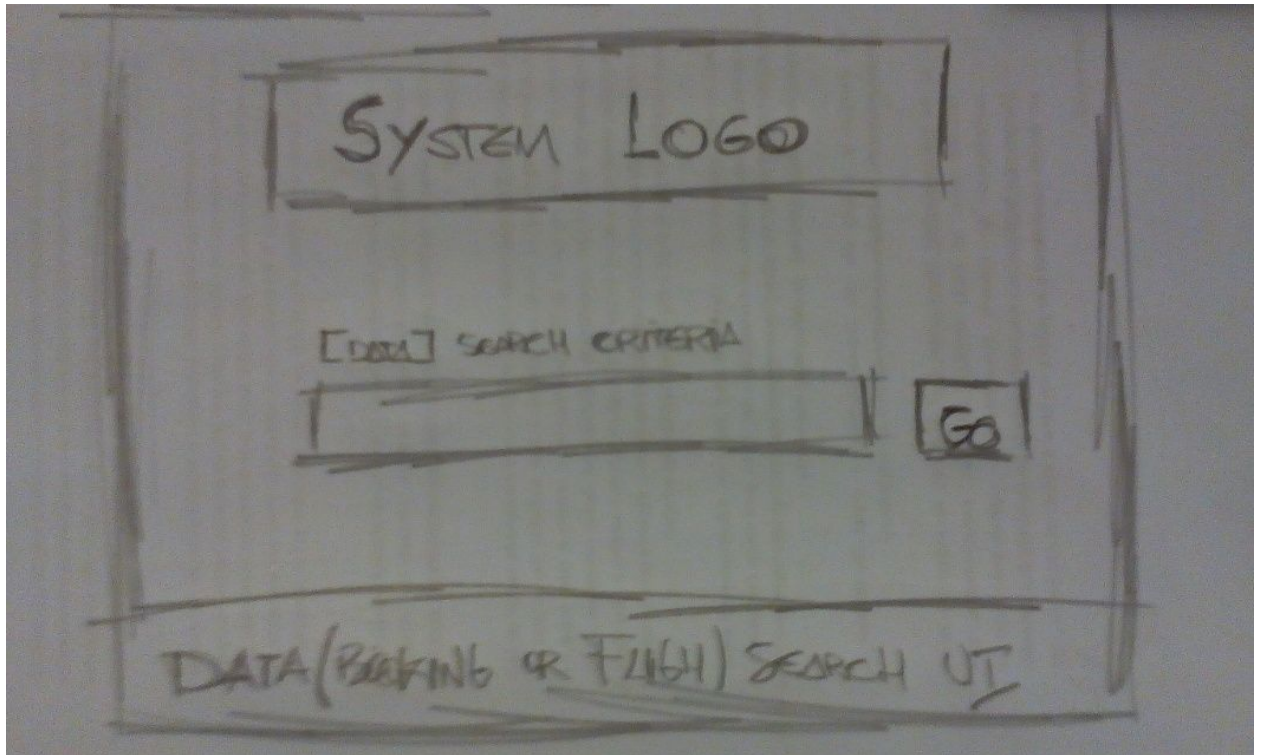 SYSTEM LOGO
[DATA] SEARCH CRITERIA
GO
DATA (BOOKING OR FLIGH) SEARCH UI